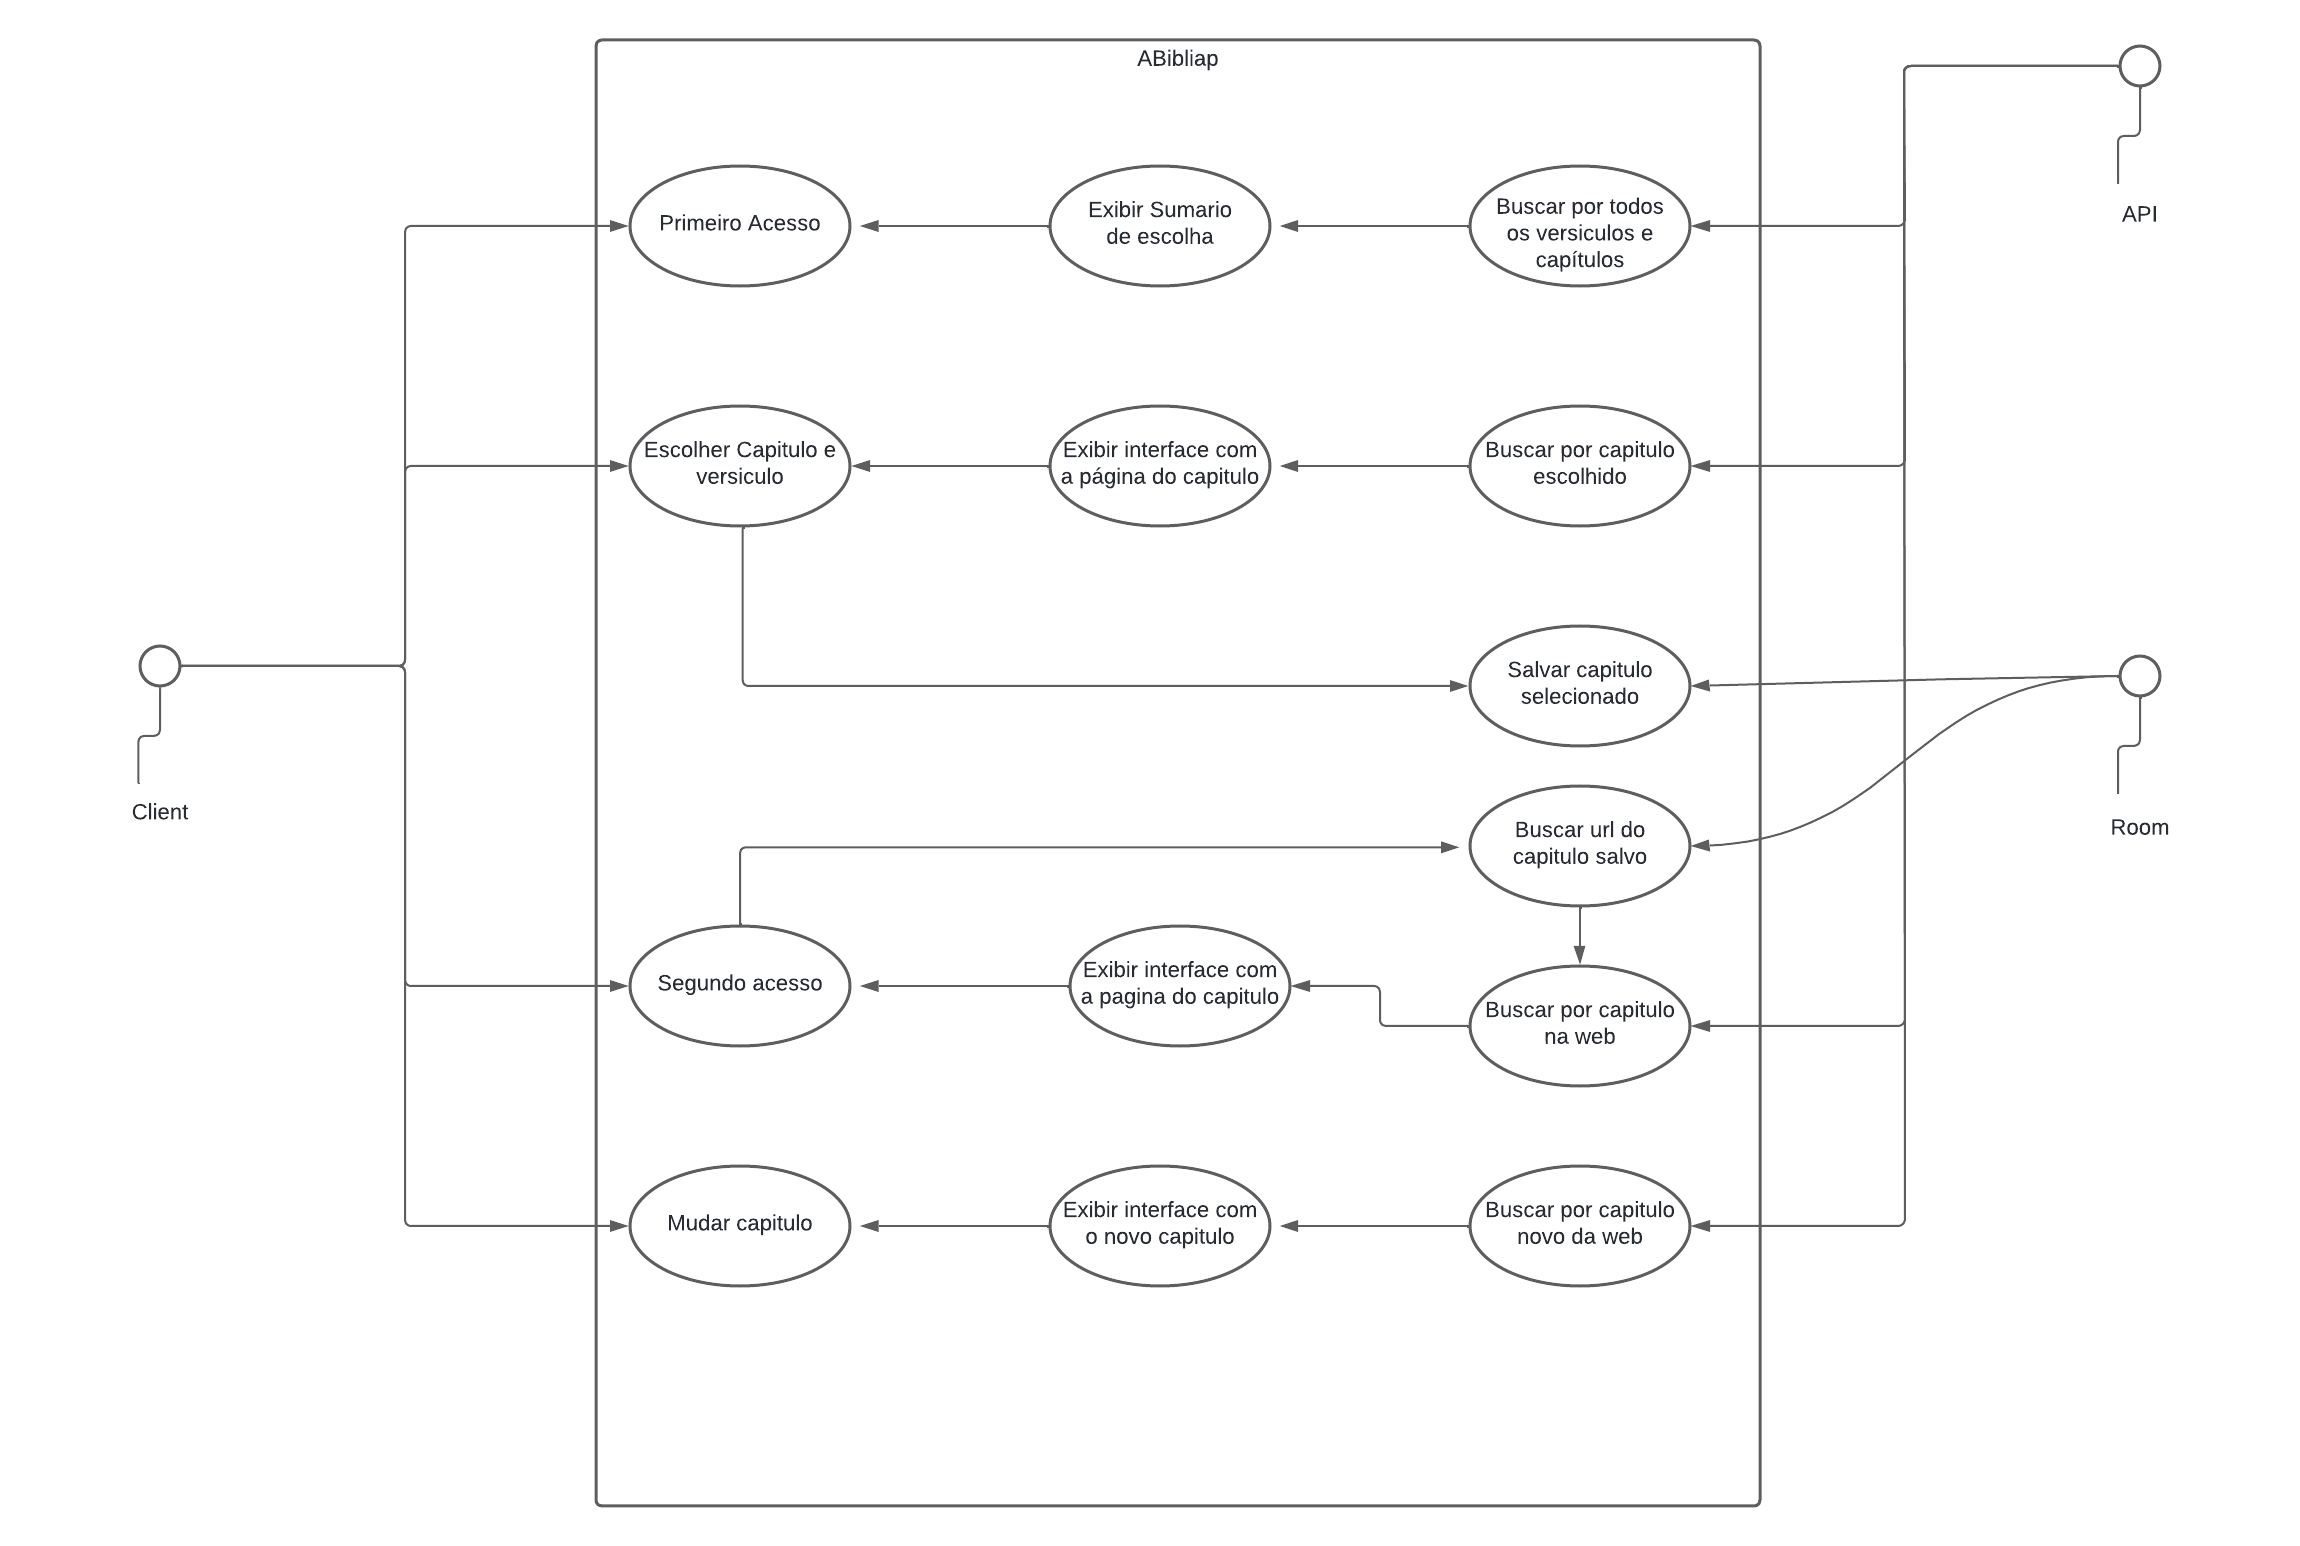 ABibliap
API
Primeiro Acesso
Exibir Sumario
de escolha
Buscar por todos
os versiculos e
capítulos
Escolher Capitulo e
versiculo
Exibir interface com
a página do capitulo
Buscar por capitulo
escolhido
Salvar capitulo
selecionado
Client
Room
Buscar url do
capitulo salvo
Segundo acesso
Exibir interface com
a pagina do capitulo
Buscar por capitulo
na web
Mudar capitulo
Exibir interface com
o novo capitulo
Buscar por capitulo
novo da web